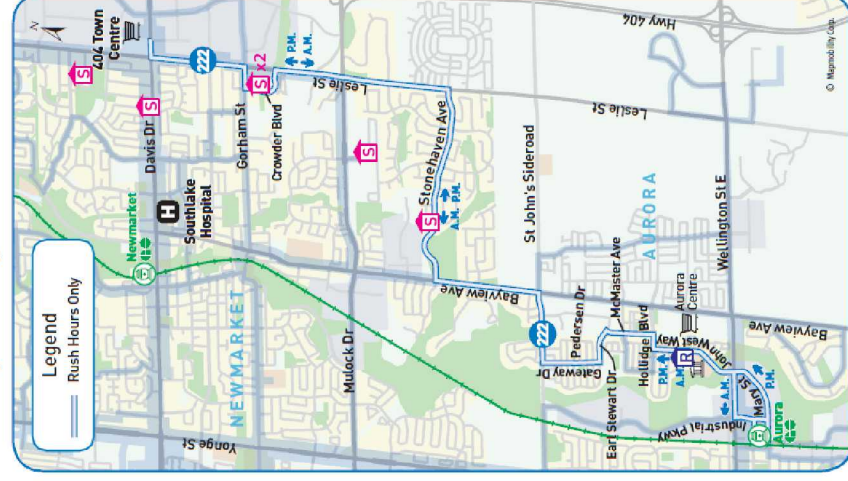 Legend
Rush Hours Only
N
404 Town
Centre
S
S
222
S x2
P.M.
A.M.
Hwy 404
Davis Dr
Gorham St
Crowder Blvd
Leslie St
Newmarket
GO
H
Southlake
Hospital
S
Stonehaven Ave
S
A.M. P.M.
Leslie St
NEWMARKET
Mulock Dr
Bayview Ave
St John's Sideroad
AURORA
Wellington St E
Yonge St
222
Gateway Dr
Pedersen Dr
McMaster Ave
Earl Stewart Dr
Hollidge Blvd
P.M.
A.M.
R
Aurora
Centre
John West Way
Bayview Ave
A.M.
Industrial Pkwy
Mary St
P.M.
Aurora
GO
© Mapmobility Corp.